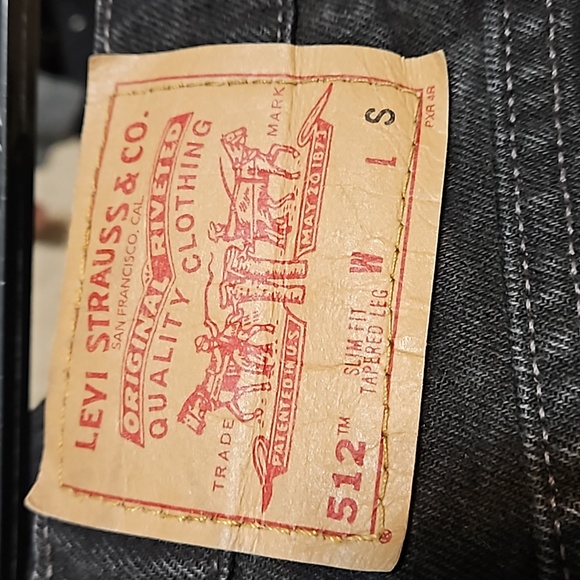 LEVI STRAUSS & CO.
SAN FRANCISCO, CAL
ORIGINAL RIVETED
QUALITY CLOTHING
TRADE MARK
PATENTED IN U.S. MAY 20 1873
512™ SLIM FIT
TAPERED LEG W L S
®
PXR 4R